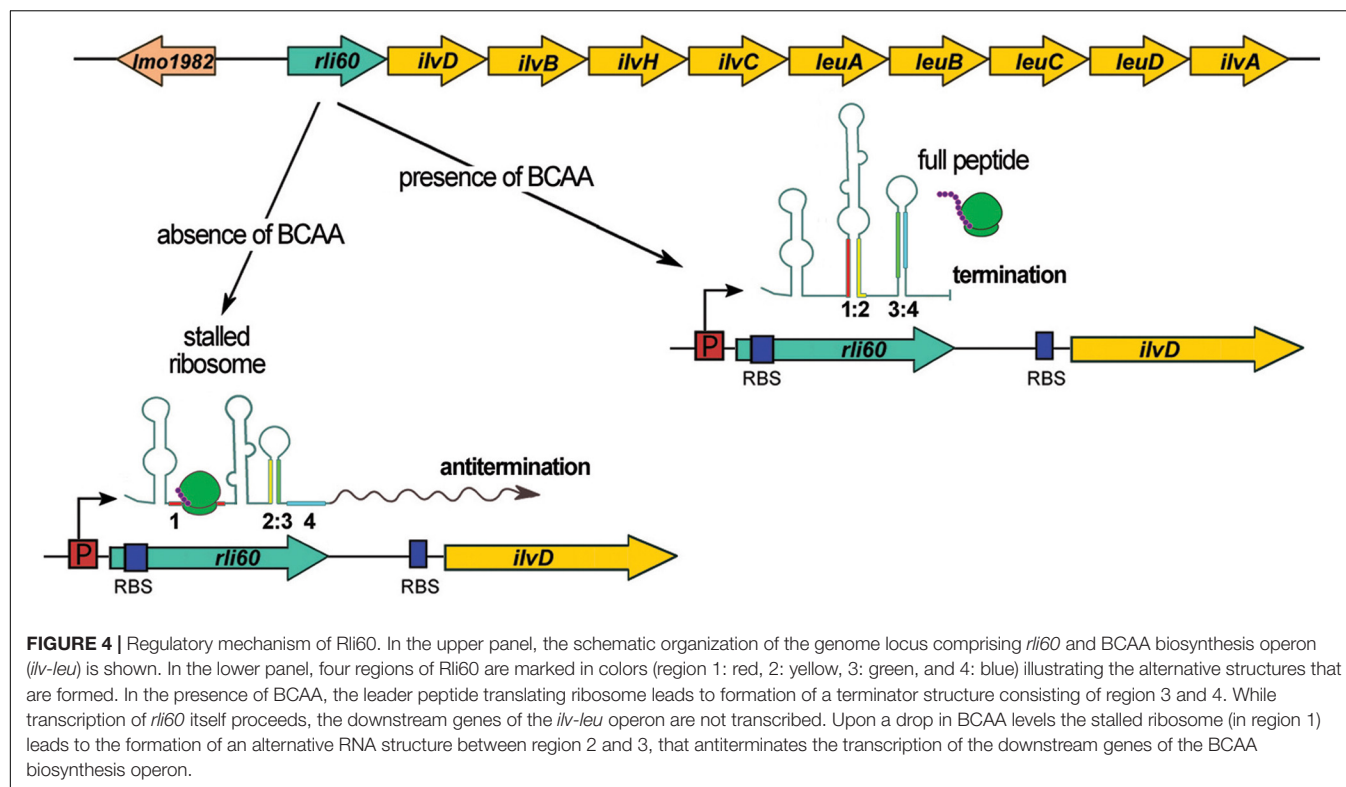 lmo1982 rli60 ilvD ilvB ilvH ilvC leuA leuB leuC leuD ilvA
presence of BCAA
full peptide
absence of BCAA
termination
1:2 3:4
stalled
ribosome
P rli60 ilvD
RBS RBS
antitermination
1 2:3 4
P rli60 ilvD
RBS RBS
FIGURE 4 | Regulatory mechanism of Rli60. In the upper panel, the schematic organization of the genome locus comprising rli60 and BCAA biosynthesis operon
(ilv-leu) is shown. In the lower panel, four regions of Rli60 are marked in colors (region 1: red, 2: yellow, 3: green, and 4: blue) illustrating the alternative structures that
are formed. In the presence of BCAA, the leader peptide translating ribosome leads to formation of a terminator structure consisting of region 3 and 4. While
transcription of rli60 itself proceeds, the downstream genes of the ilv-leu operon are not transcribed. Upon a drop in BCAA levels the stalled ribosome (in region 1)
leads to the formation of an alternative RNA structure between region 2 and 3, that antiterminates the transcription of the downstream genes of the BCAA
biosynthesis operon.